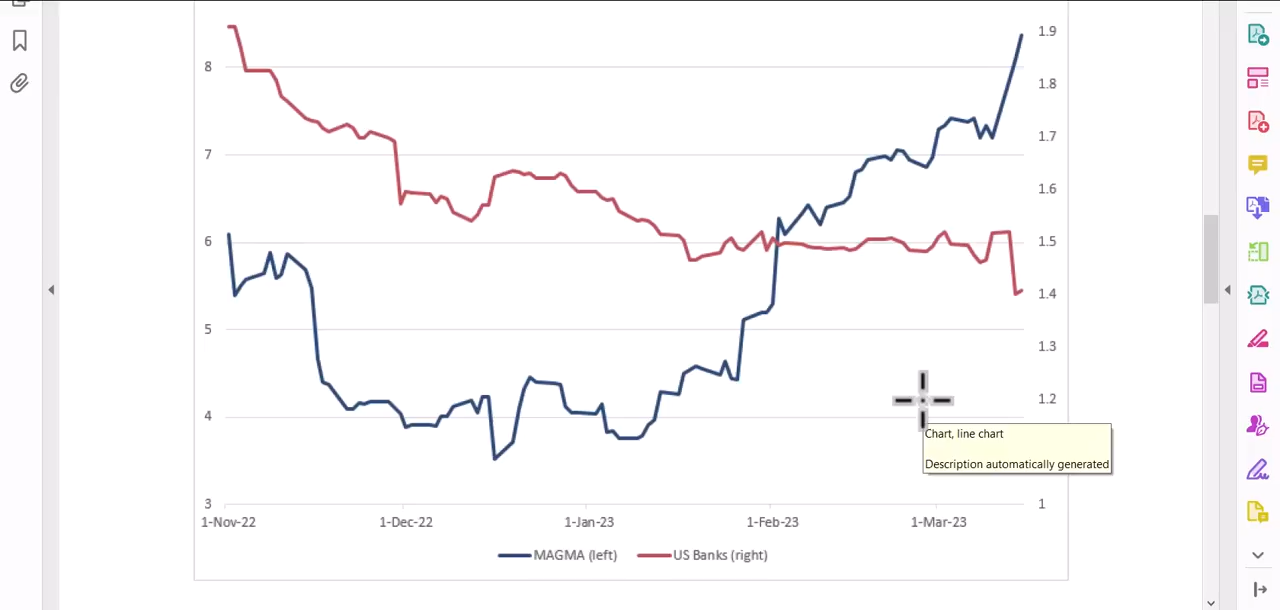 1.9
8
1.8
1.7
7
1.6
6
1.5
1.4
5
1.3
4
1.2
Chart, line chart
Description automatically generated
3
1
1-Nov-22
1-Dec-22
1-Jan-23
1-Feb-23
1-Mar-23
MAGMA (left)
US Banks (right)